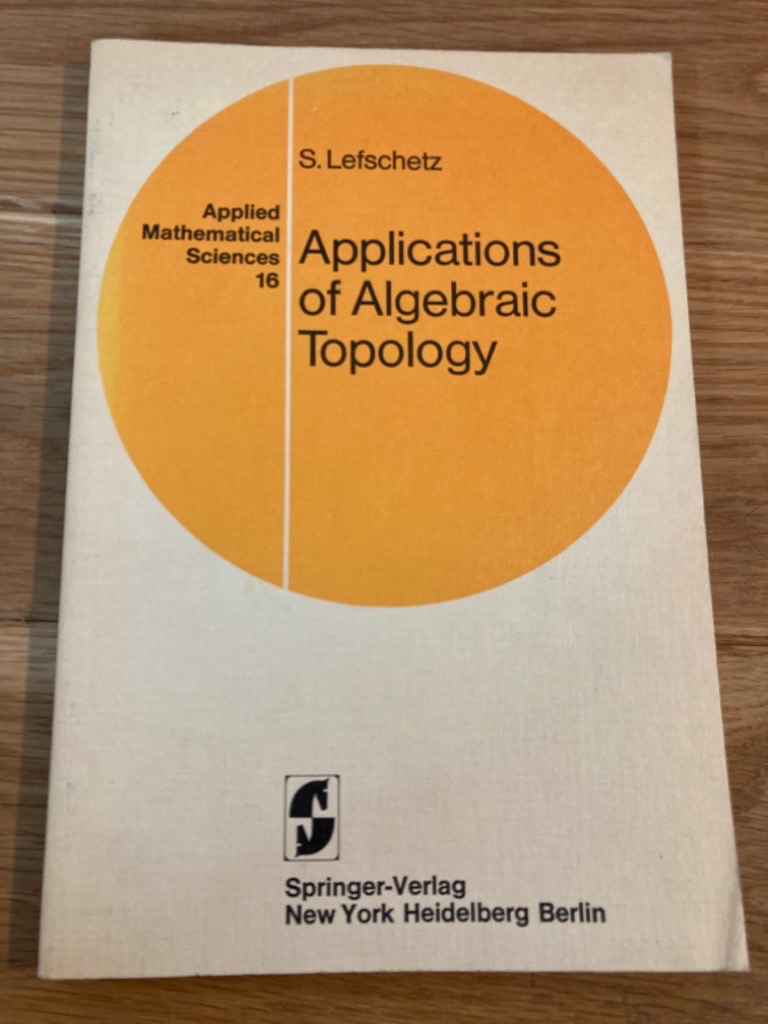 S. Lefschetz
Applied
Mathematical
Sciences
16
Applications
of Algebraic
Topology
Springer-Verlag
New York Heidelberg Berlin